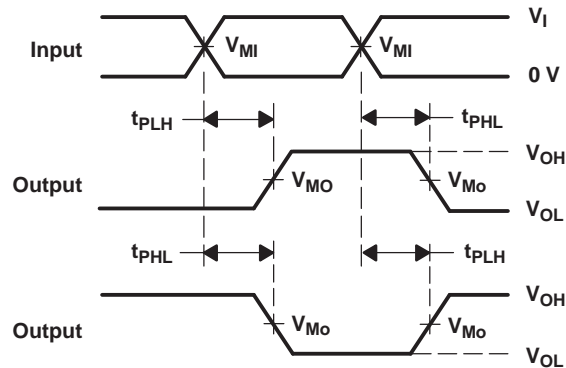 V_I
Input
V_MI
V_MI
0 V
t_PLH
t_PHL
V_OH
Output
V_MO
V_Mo
V_OL
t_PHL
t_PLH
V_OH
Output
V_Mo
V_Mo
V_OL